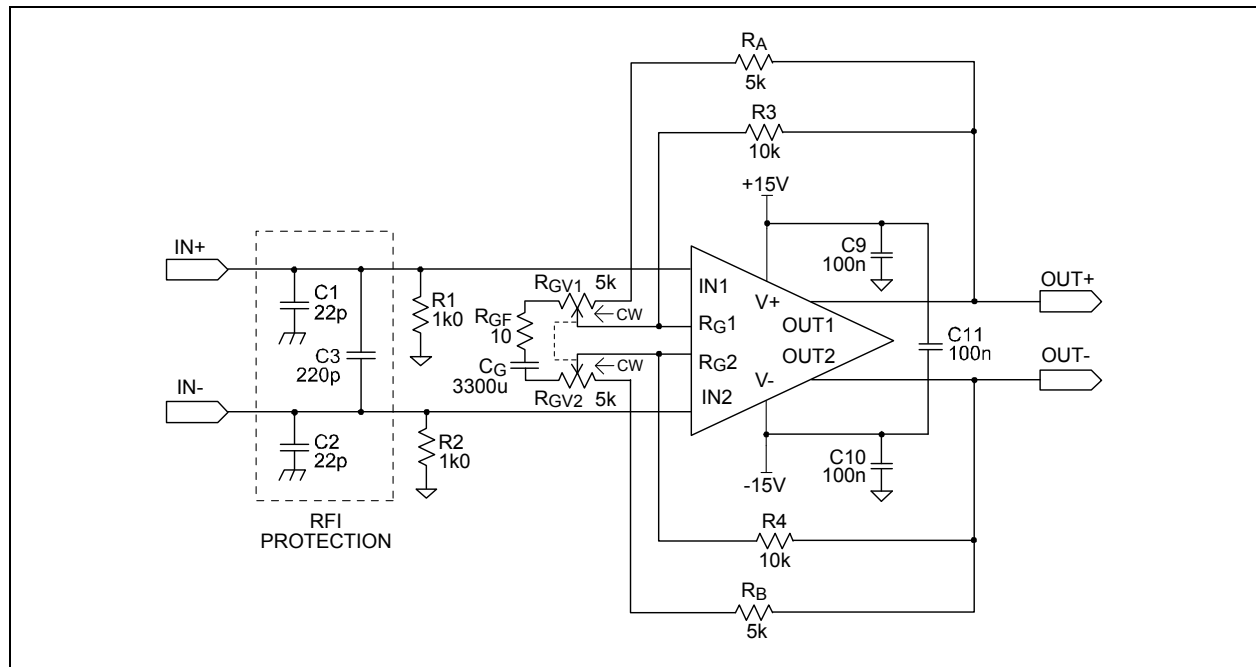 RA
5k
R3
10k
+15V
IN+
C9
100n
RGV1 5k
IN1
OUT+
C1
22p
R1
1k0
CW
V+
RGF
10
RG1
OUT1
C3
220p
CG
3300u
CW
RG2
OUT2
C11
100n
OUT-
IN-
RGV2 5k
V-
IN2
C2
22p
R2
1k0
C10
100n
-15V
RFI
PROTECTION
R4
10k
RB
5k